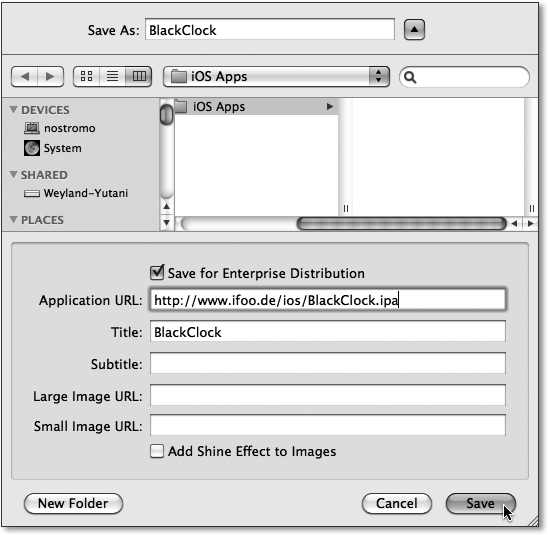 Save As: BlackClock
iOS Apps
DEVICES
nostromo
System
SHARED
Weyland-Yutani
PLACES
iOS Apps
Save for Enterprise Distribution
Application URL: http://www.ifoo.de/ios/BlackClock.ipa
Title: BlackClock
Subtitle:
Large Image URL:
Small Image URL:
Add Shine Effect to Images
New Folder Cancel Save